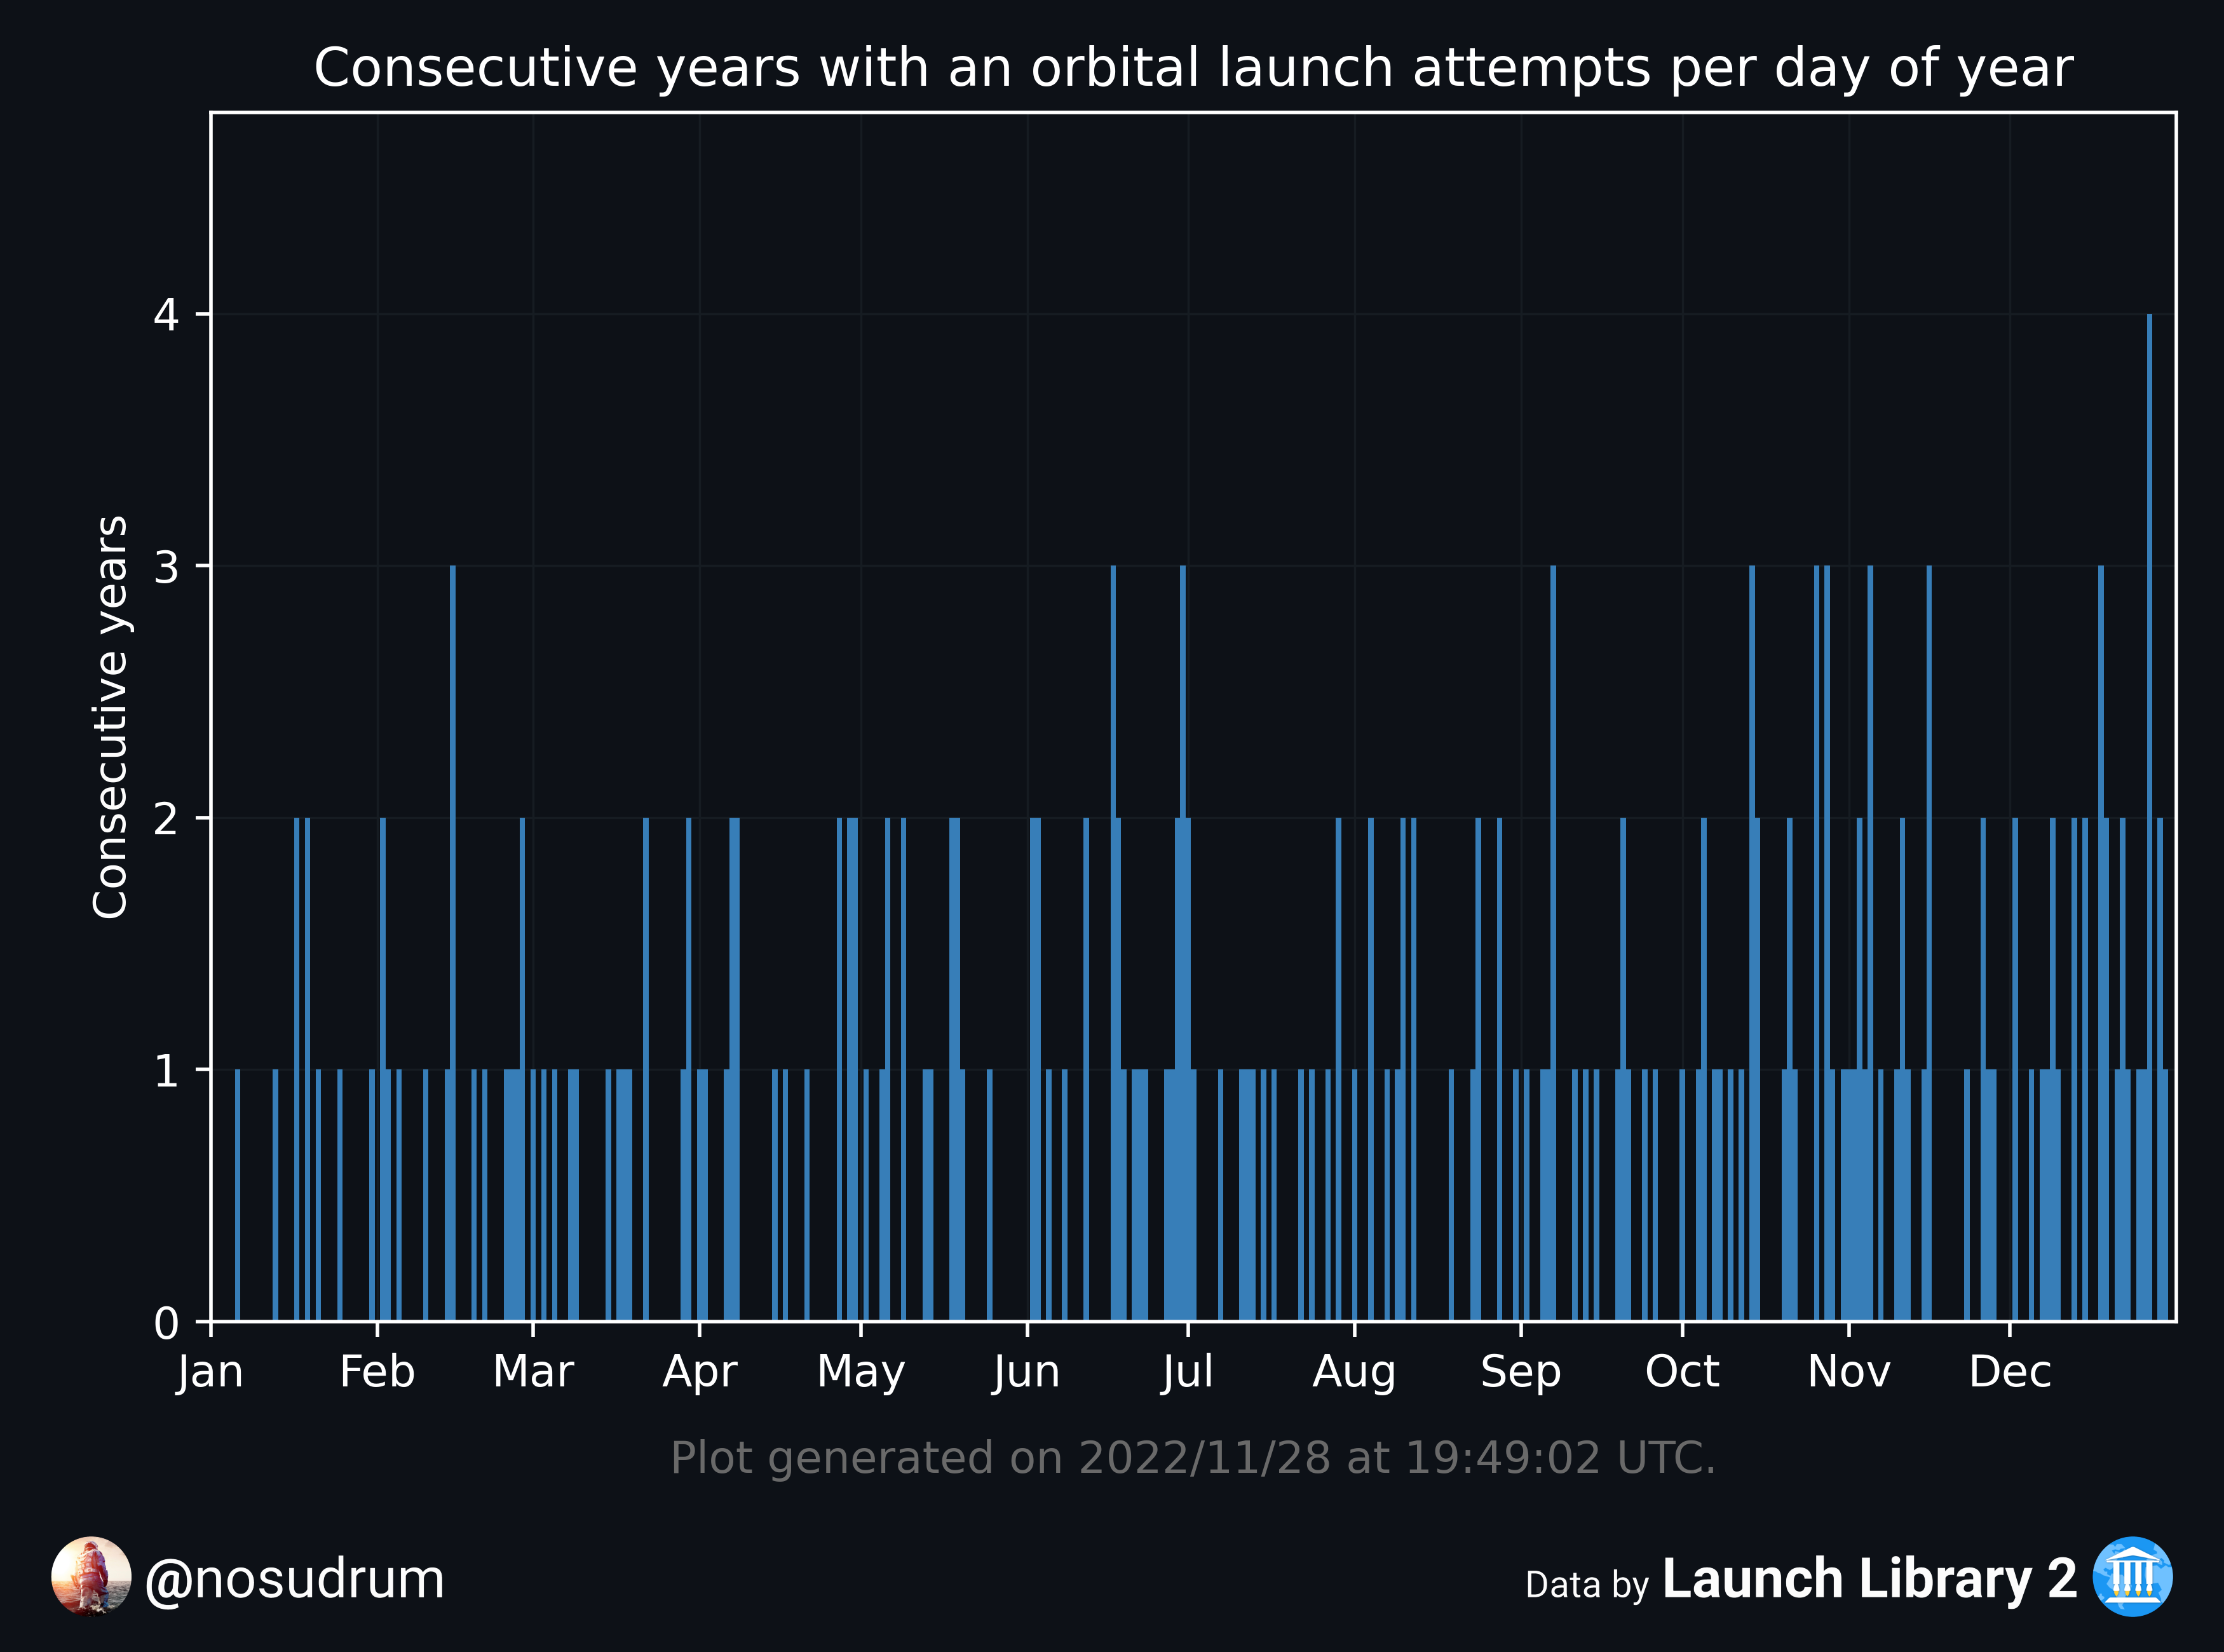 Consecutive years with an orbital launch attempts per day of year
Consecutive years
4
3
2
1
0
Jan Feb Mar Apr May Jun Jul Aug Sep Oct Nov Dec
Plot generated on 2022/11/28 at 19:49:02 UTC.
@nosudrum
Data by Launch Library 2